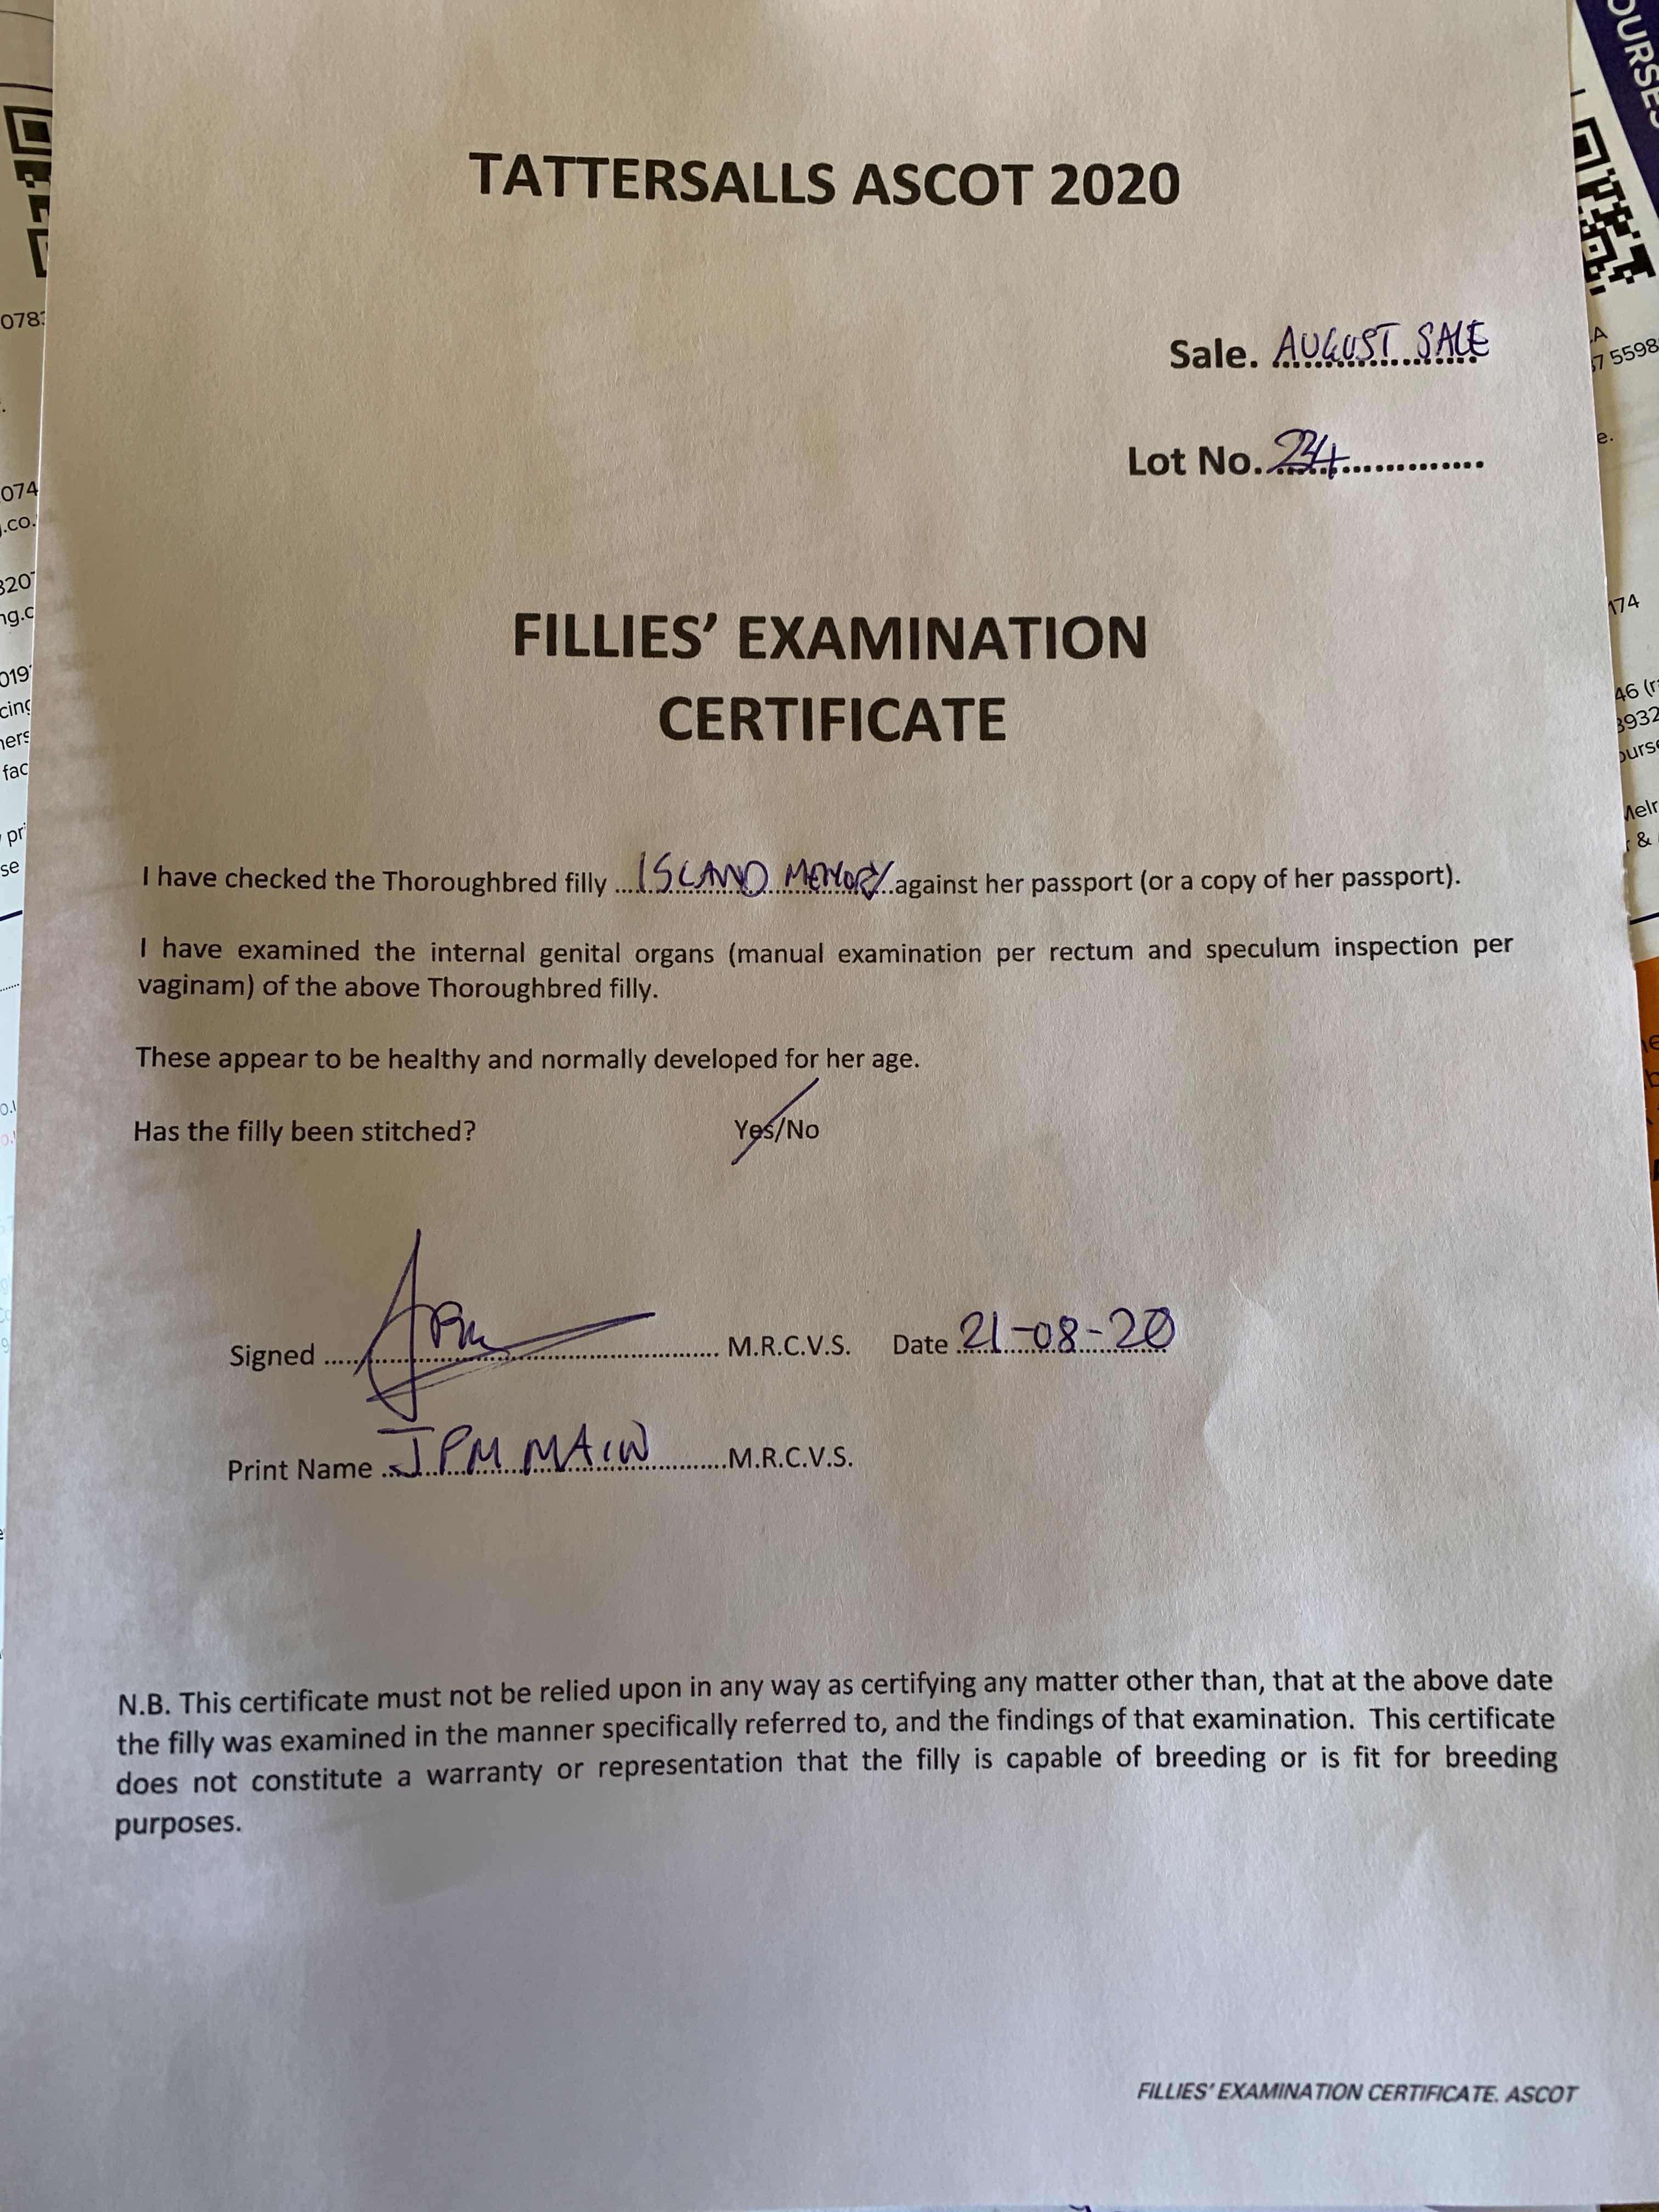 TATTERSALLS ASCOT 2020
Sale. AUGUST SALE
Lot No. 24
FILLIES' EXAMINATION
CERTIFICATE
I have checked the Thoroughbred filly ISLAND MEMORY against her passport (or a copy of her passport).
I have examined the internal genital organs (manual examination per rectum and speculum inspection per
vaginam) of the above Thoroughbred filly.
These appear to be healthy and normally developed for her age.
Has the filly been stitched? Yes/No
Signed M.R.C.V.S. Date 21-08-20
Print Name JPM MAIN M.R.C.V.S.
N.B. This certificate must not be relied upon in any way as certifying any matter other than, that at the above date
the filly was examined in the manner specifically referred to, and the findings of that examination. This certificate
does not constitute a warranty or representation that the filly is capable of breeding or is fit for breeding
purposes.
FILLIES' EXAMINATION CERTIFICATE. ASCOT